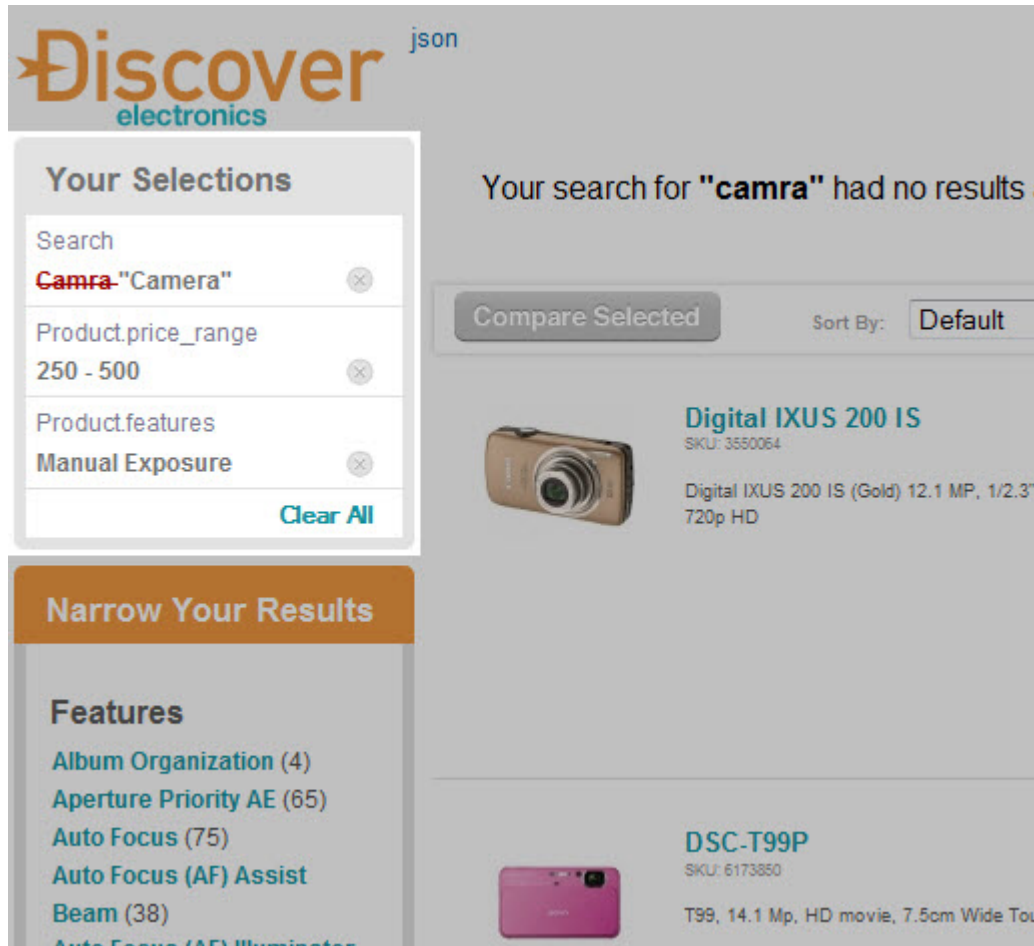 Discover
electronics
json
Your Selections
Search
Camra "Camera"
Product.price_range
250 - 500
Product.features
Manual Exposure
Clear All
Narrow Your Results
Features
Album Organization (4)
Aperture Priority AE (65)
Auto Focus (75)
Auto Focus (AF) Assist
Beam (38)
Auto Focus (AF) Illuminator
Your search for "camra" had no results
Compare Selected
Sort By: Default
Digital IXUS 200 IS
SKU: 3550064
Digital IXUS 200 IS (Gold) 12.1 MP, 1/2.3"
720p HD
DSC-T99P
SKU: 6173850
T99, 14.1 Mp, HD movie, 7.5cm Wide